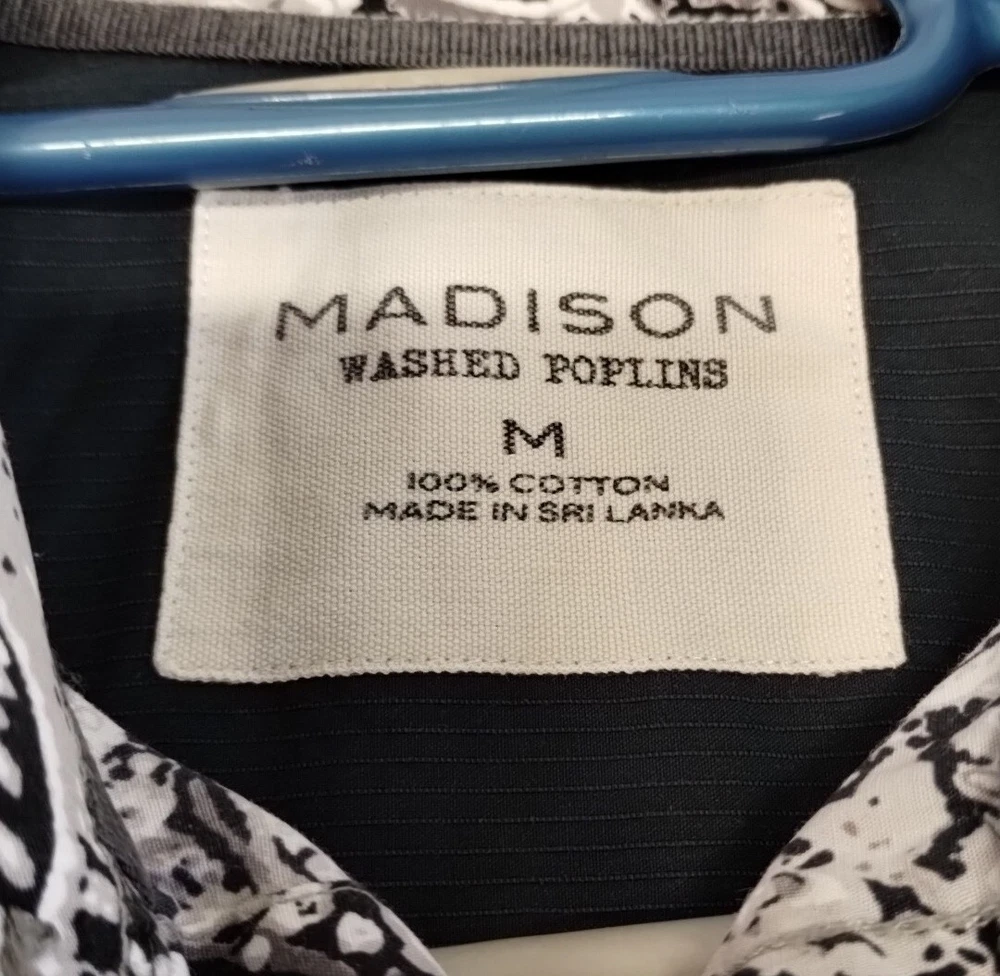 MADISON
WASHED POPLINS
M
100% COTTON
MADE IN SRI LANKA